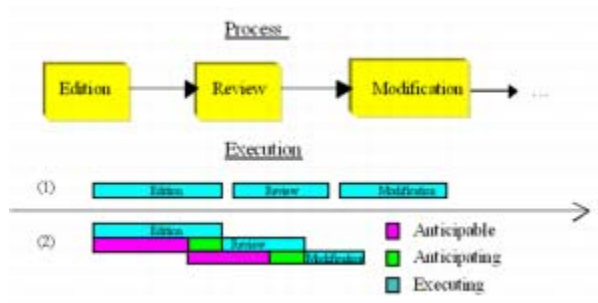 Process
Edition Review Modification ...
Execution
(1) Edition Review Modification
(2) Edition
Review
Modification
Anticipable
Anticipating
Executing